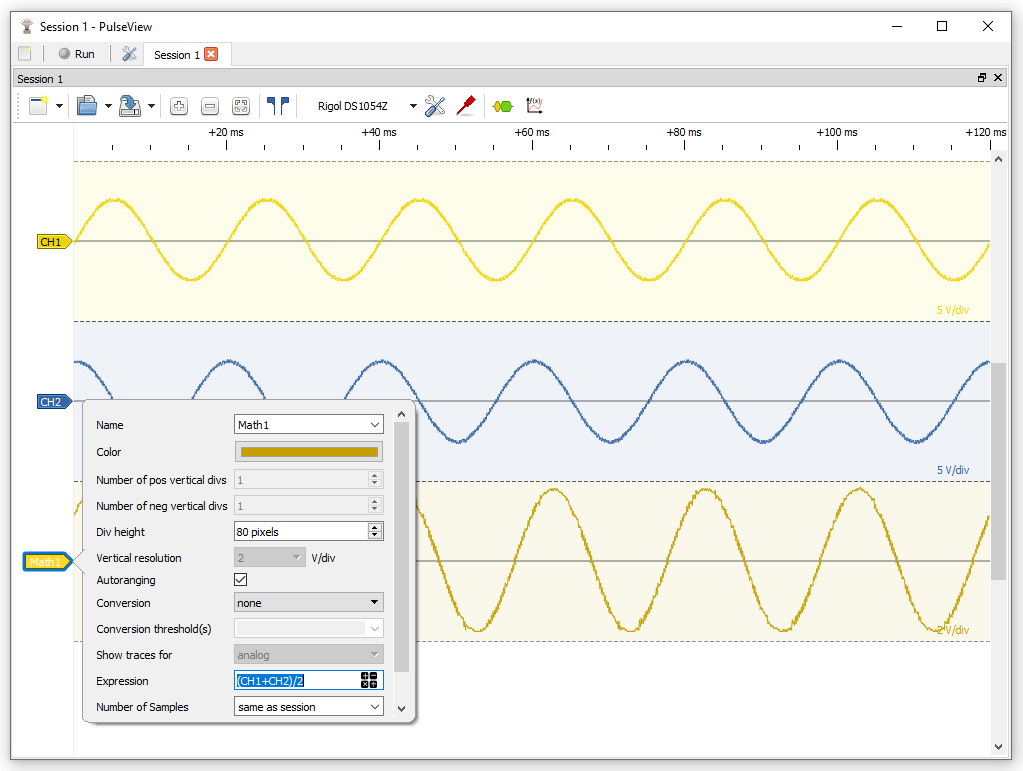 Session 1 - PulseView
Run
Session 1
Session 1
Rigol DS1054Z
f(x)
+20 ms +40 ms +60 ms +80 ms +100 ms +120 ms
CH1
5 V/div
CH2
5 V/div
Math1
2 V/div
Name Math1
Color
Number of pos vertical divs 1
Number of neg vertical divs 1
Div height 80 pixels
Vertical resolution 2 V/div
Autoranging
Conversion none
Conversion threshold(s)
Show traces for analog
Expression (CH1+CH2)/2
Number of Samples same as session